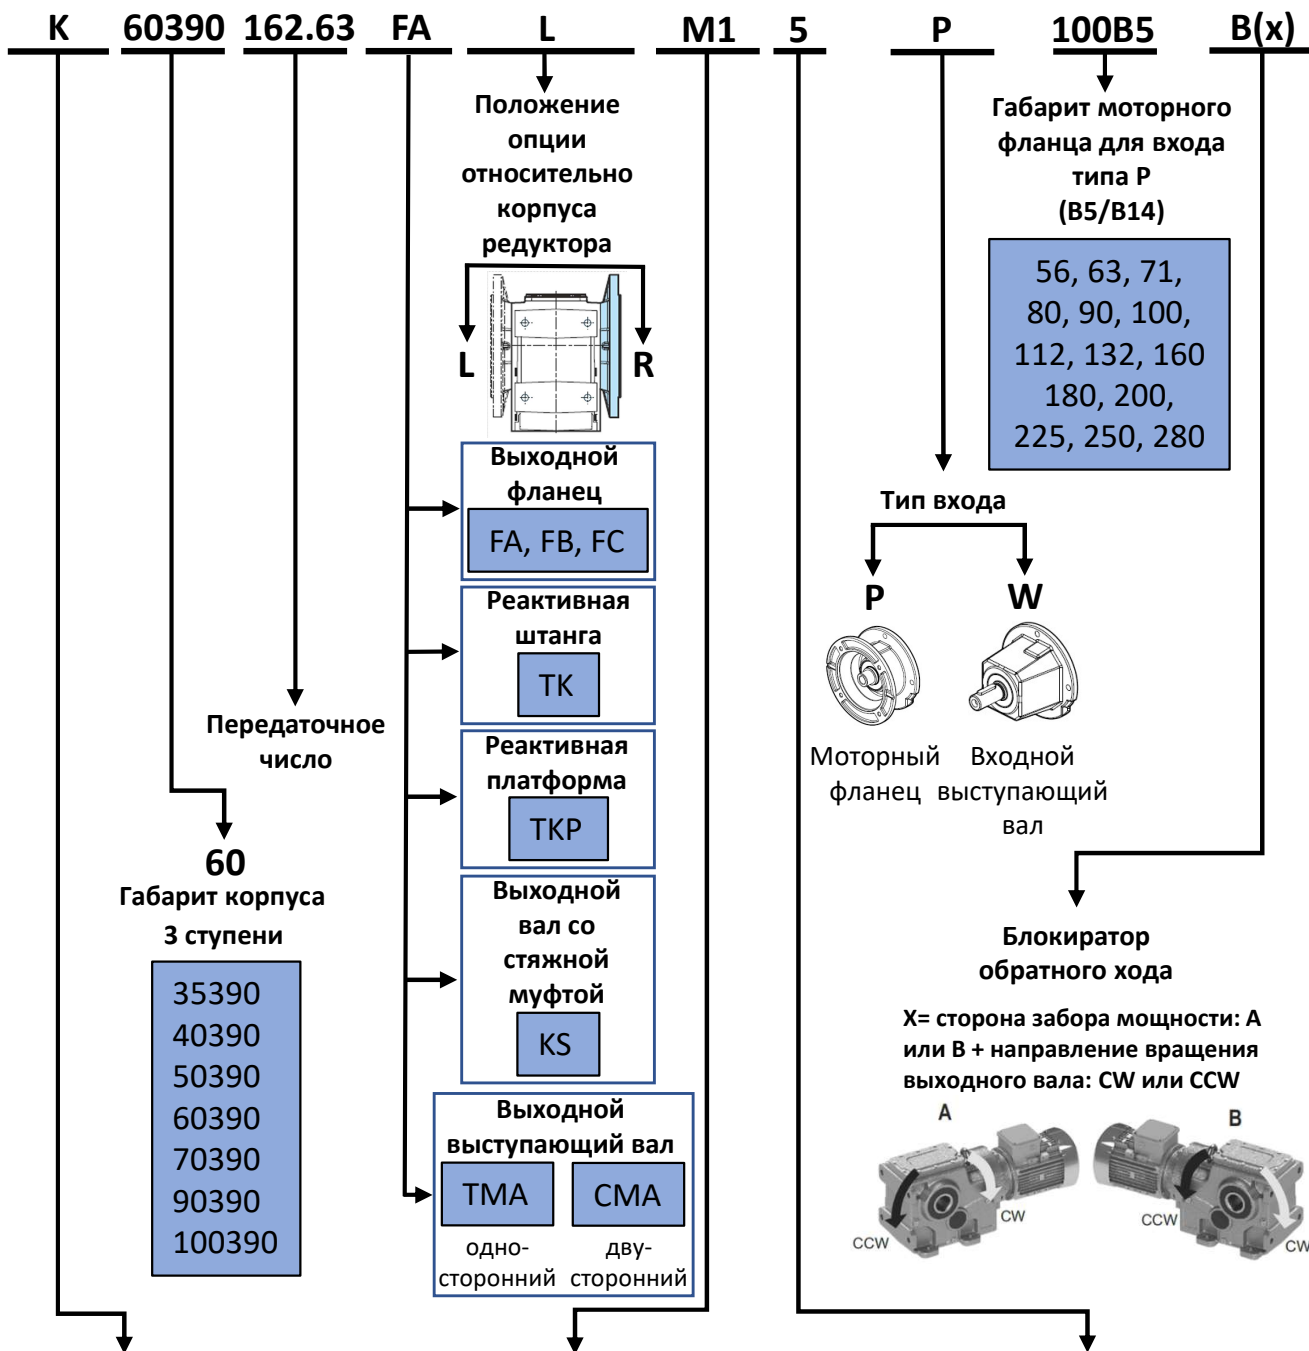 K 60390 162.63 FA L M1 5 P 100B5 B(x)
Положение
опции
относительно
корпуса
редуктора
L R
Выходной
фланец
FA, FB, FC
Реактивная
штанга
TK
Реактивная
платформа
TKP
Выходной
вал со
стяжной
муфтой
KS
Выходной
выступающий вал
TMA CMA
одно-
сторонний
дву-
сторонний
Передаточное
число
60
Габарит корпуса
3 ступени
35390
40390
50390
60390
70390
90390
100390
Габарит моторного
фланца для входа
типа P
(B5/B14)
56, 63, 71,
80, 90, 100,
112, 132, 160
180, 200,
225, 250, 280
Тип входа
P W
Моторный
фланец
Входной
выступающий
вал
Блокиратор
обратного хода
X= сторона забора мощности: A
или B + направление вращения
выходного вала: CW или CCW
A B
CCW CW
CCW CW